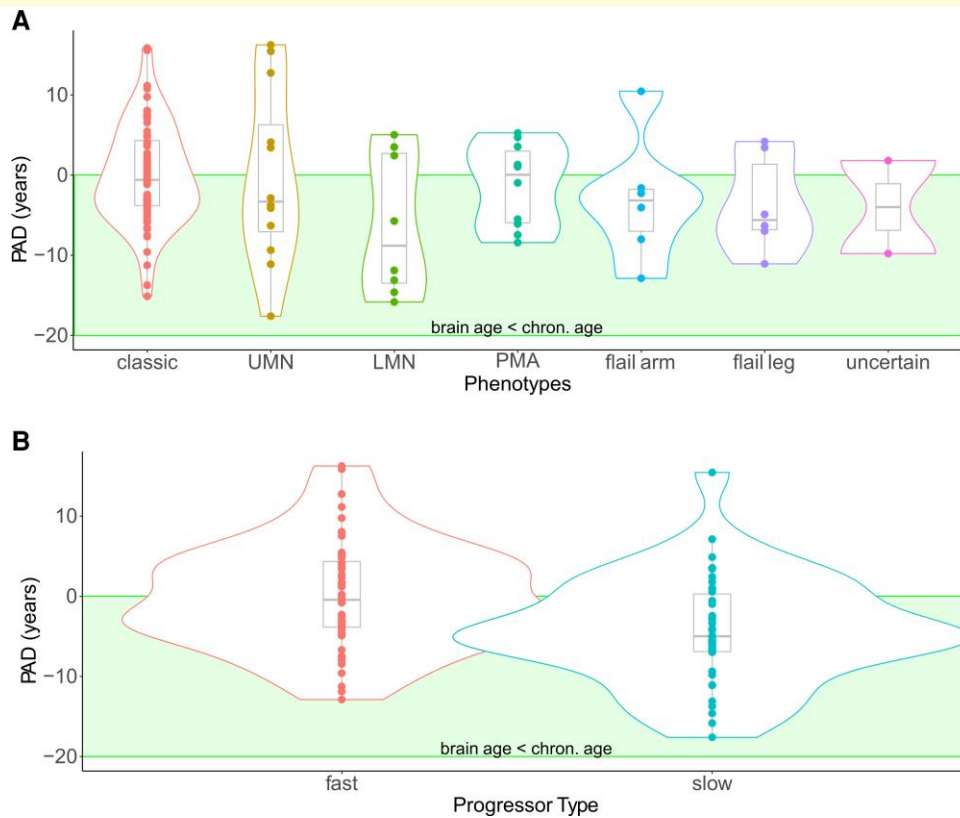 A
PAD (years)
10
0
−10
−20
brain age < chron. age
classic UMN LMN PMA flail arm flail leg uncertain
Phenotypes
B
PAD (years)
10
0
−10
−20
brain age < chron. age
fast slow
Progressor Type